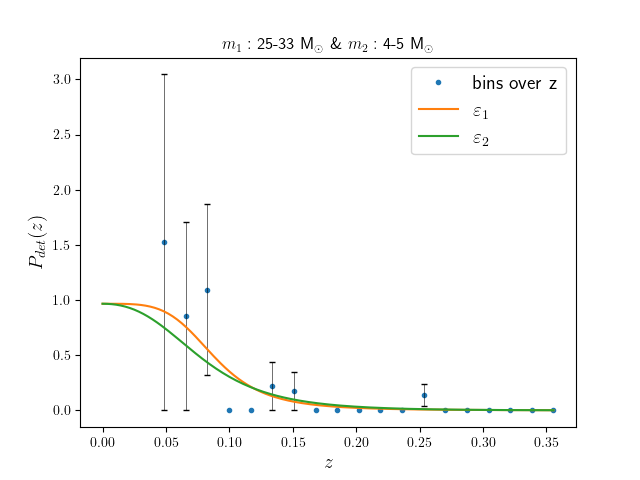 m₁ : 25-33 M⊙ & m₂ : 4-5 M⊙
3.0
2.5
2.0
1.5
1.0
0.5
0.0
P_det(z)
bins over z
ε₁
ε₂
0.00 0.05 0.10 0.15 0.20 0.25 0.30 0.35
z